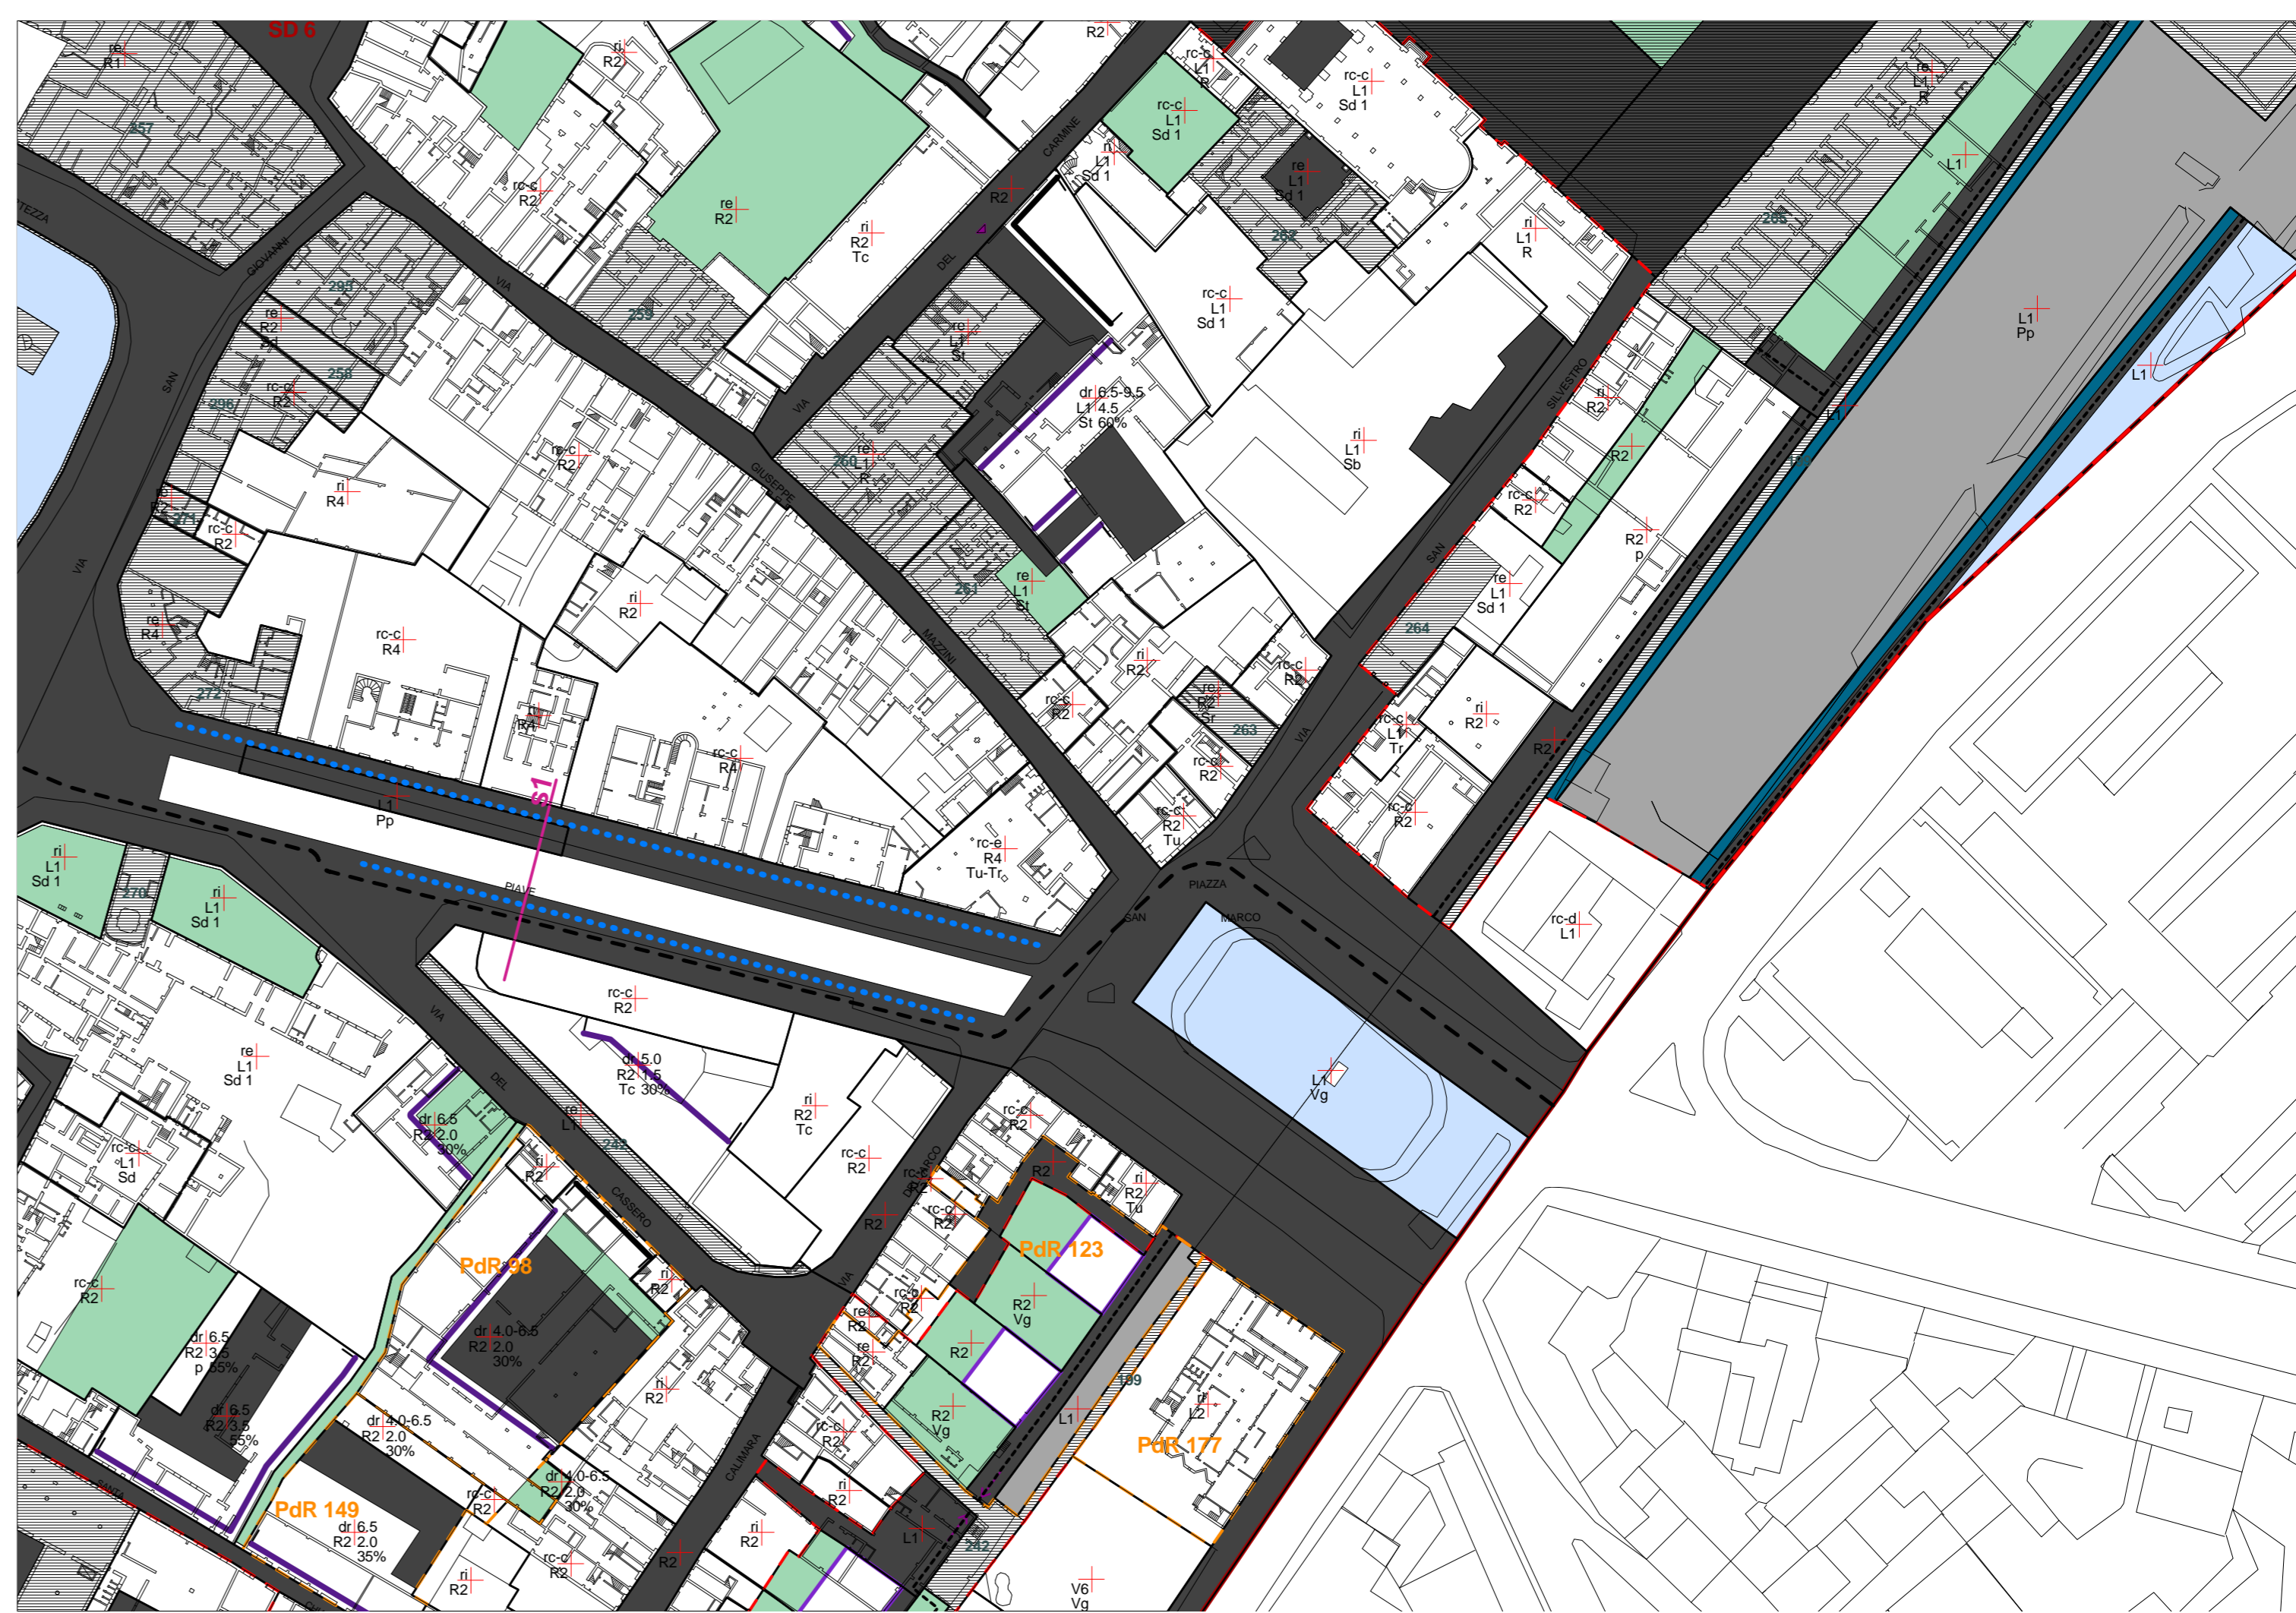 SD 6
re
R1
257
ri
R2
R2
rc-c
L1
R
rc-c
L1
Sd 1
re
L1
R
rc-c
L1
Sd 1
CARMINE
ri
L1
Sd 1
re
L1
Sd 1
L1
rc-c
R2
re
R2
R2
ri
R2
Tc
ri
L1
R
262
GIOVANNI
VIA
DEL
295
259
re
R2
rc-c
L1
Sd 1
re
L1
St
L1
Pp
258
rc-c
R2
296
SAN
VIA
dr 6.5-9.5
L1 4.5
St 60%
SILVESTRO
ri
R2
L1
rc-c
R2
260
re
L1
R
GIUSEPPE
ri
L1
Sb
R2
ri
R4
271
rc-c
R2
rc-c
R2
R2
p
VIA
SAN
261
re
L1
St
re
L1
Sd 1
264
ri
R2
re
R4
rc-c
R4
MAZZINI
ri
R2
rc-c
R2
272
rc-c
R2
re
R2
Sr
263
VIA
rc-c
L1
Tr
ri
R2
R2
ri
R4
rc-c
R4
rc-c
R2
S1
L1
Pp
rc-c
R2
Tu
rc-c
R2
rc-e
R4
Tu-Tr
ri
L1
Sd 1
270
ri
L1
Sd 1
PIAVE
PIAZZA
SAN
MARCO
rc-d
L1
VIA
rc-c
R2
re
L1
Sd 1
DEL
dr 5.0
R2 1.5
Tc 30%
L1
Vg
ri
R2
Tc
re
L1
243
rc-c
R2
dr 6.5
R2 2.0
30%
rc-c
R2
rc-c
L1
Sd
ri
R2
R2
ri
R2
Tu
CASSERO
rc-c
R2
rc-c
R2
R2
PdR 98
PdR 123
rc-c
R2
ri
R2
VIA
rc-c
R2
R2
Vg
re
R2
re
R2
R2
dr 6.5
R2 3.5
p 55%
dr 4.0-6.5
R2 2.0
30%
ri
R2
199
ri
L2
dr 6.5
R2 3.5
55%
dr 4.0-6.5
R2 2.0
30%
rc-c
R2
R2
Vg
L1
PdR 177
CALIMARA
SANTA
dr 4.0-6.5
R2 2.0
30%
rc-c
R2
ri
R2
PdR 149
dr 6.5
R2 2.0
35%
ri
R2
L1
242
rc-c
R2
R2
ri
R2
V6
Vg